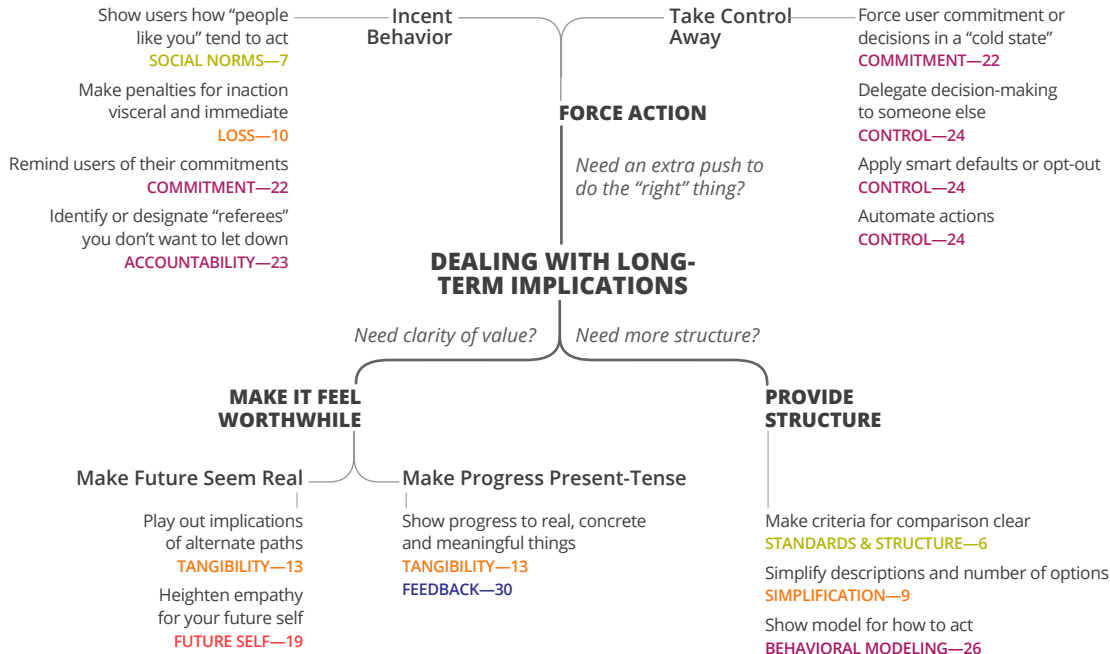 Show users how “people
like you” tend to act
SOCIAL NORMS—7
Make penalties for inaction
visceral and immediate
LOSS—10
Remind users of their commitments
COMMITMENT—22
Identify or designate “referees”
you don’t want to let down
ACCOUNTABILITY—23
Incent
Behavior
Take Control
Away
Force user commitment or
decisions in a “cold state”
COMMITMENT—22
Delegate decision-making
to someone else
CONTROL—24
Apply smart defaults or opt-out
CONTROL—24
Automate actions
CONTROL—24
FORCE ACTION
Need an extra push to
do the “right” thing?
DEALING WITH LONG-
TERM IMPLICATIONS
Need clarity of value?
Need more structure?
MAKE IT FEEL
WORTHWHILE
Make Future Seem Real
Play out implications
of alternate paths
TANGIBILITY—13
Heighten empathy
for your future self
FUTURE SELF—19
Make Progress Present-Tense
Show progress to real, concrete
and meaningful things
TANGIBILITY—13
FEEDBACK—30
PROVIDE
STRUCTURE
Make criteria for comparison clear
STANDARDS & STRUCTURE—6
Simplify descriptions and number of options
SIMPLIFICATION—9
Show model for how to act
BEHAVIORAL MODELING—26